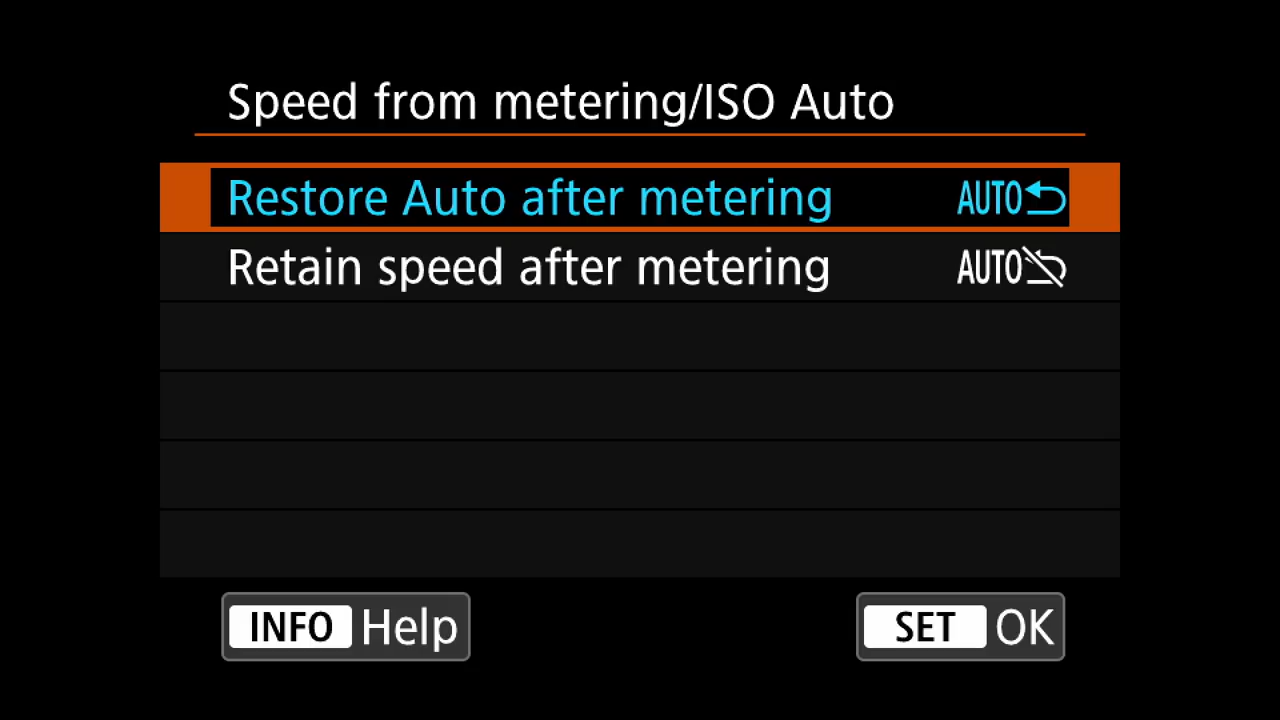 Speed from metering/ISO Auto
Restore Auto after metering AUTO
Retain speed after metering AUTO
INFO Help SET OK